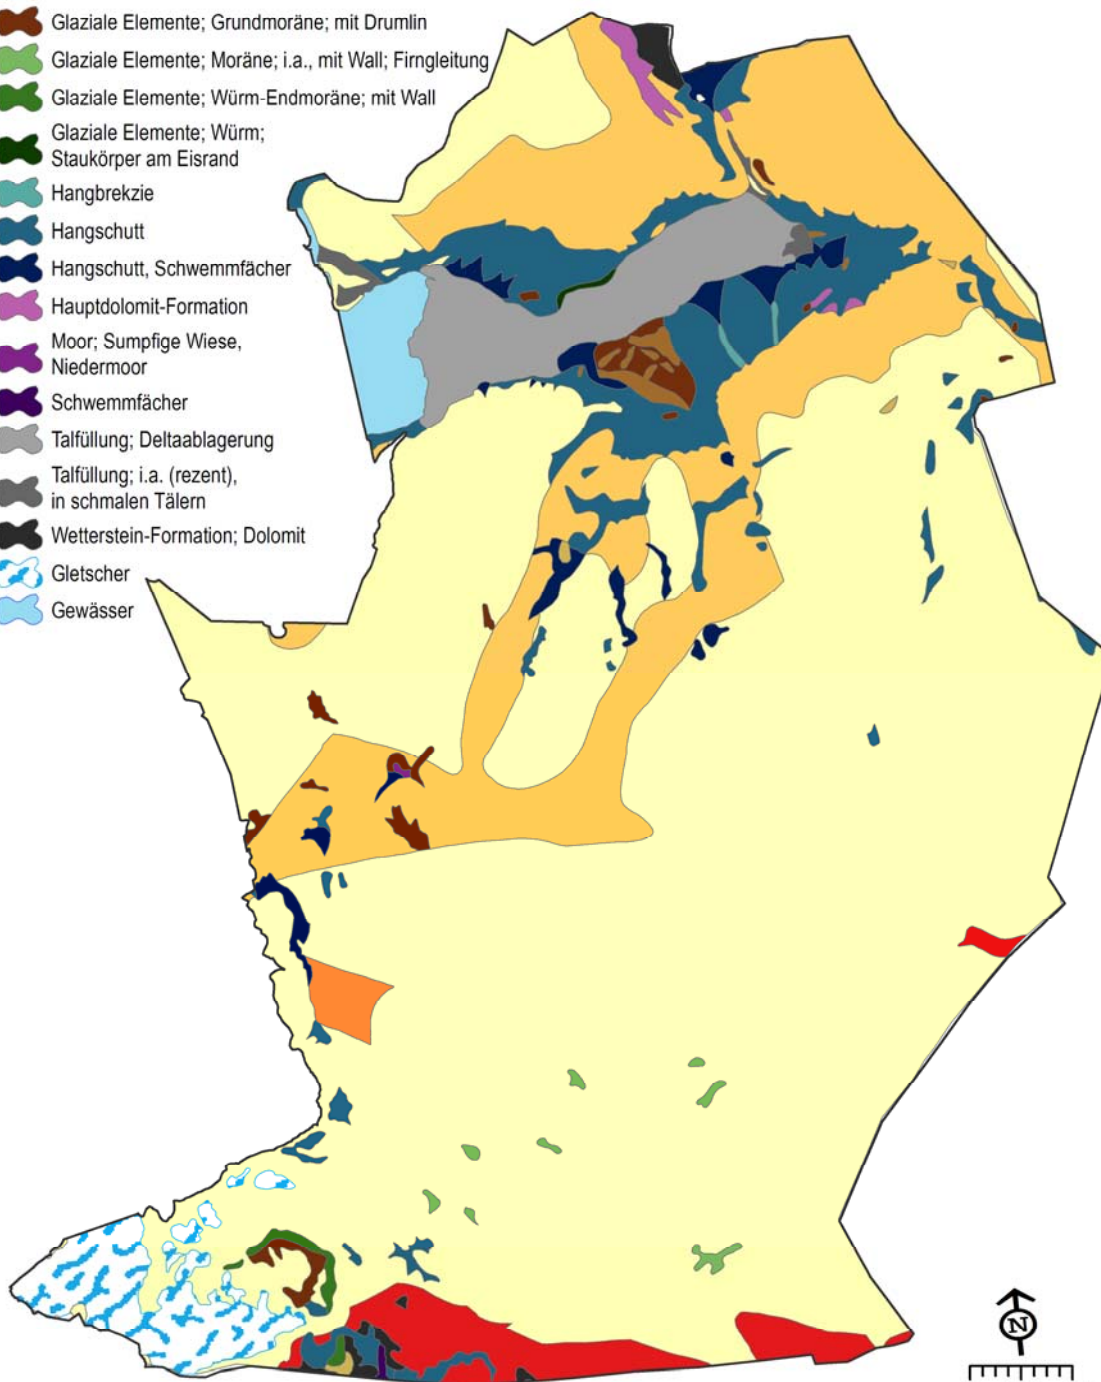 Glaziale Elemente; Grundmoräne; mit Drumlin
Glaziale Elemente; Moräne; i.a., mit Wall; Firngleitung
Glaziale Elemente; Würm-Endmoräne; mit Wall
Glaziale Elemente; Würm;
Staukörper am Eisrand
Hangbrekzie
Hangschutt
Hangschutt, Schwemmfächer
Hauptdolomit-Formation
Moor; Sumpfige Wiese,
Niedermoor
Schwemmfächer
Talfüllung; Deltaablagerung
Talfüllung; i.a. (rezent),
in schmalen Tälern
Wetterstein-Formation; Dolomit
Gletscher
Gewässer
N